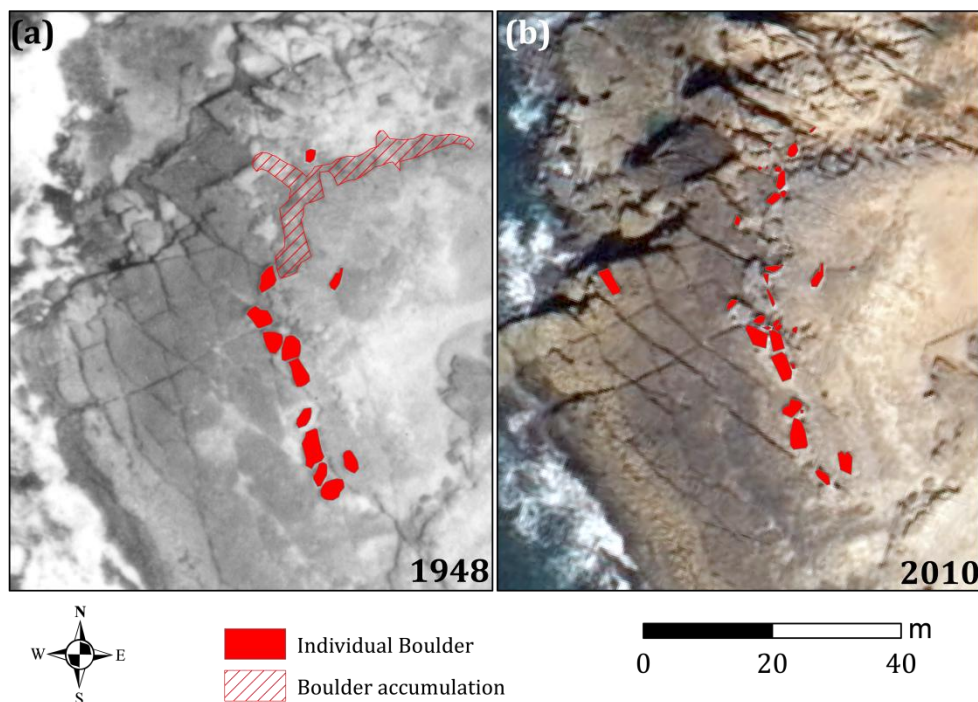 (a)
(b)
1948
2010
N
W E
S
Individual Boulder
Boulder accumulation
m
0 20 40